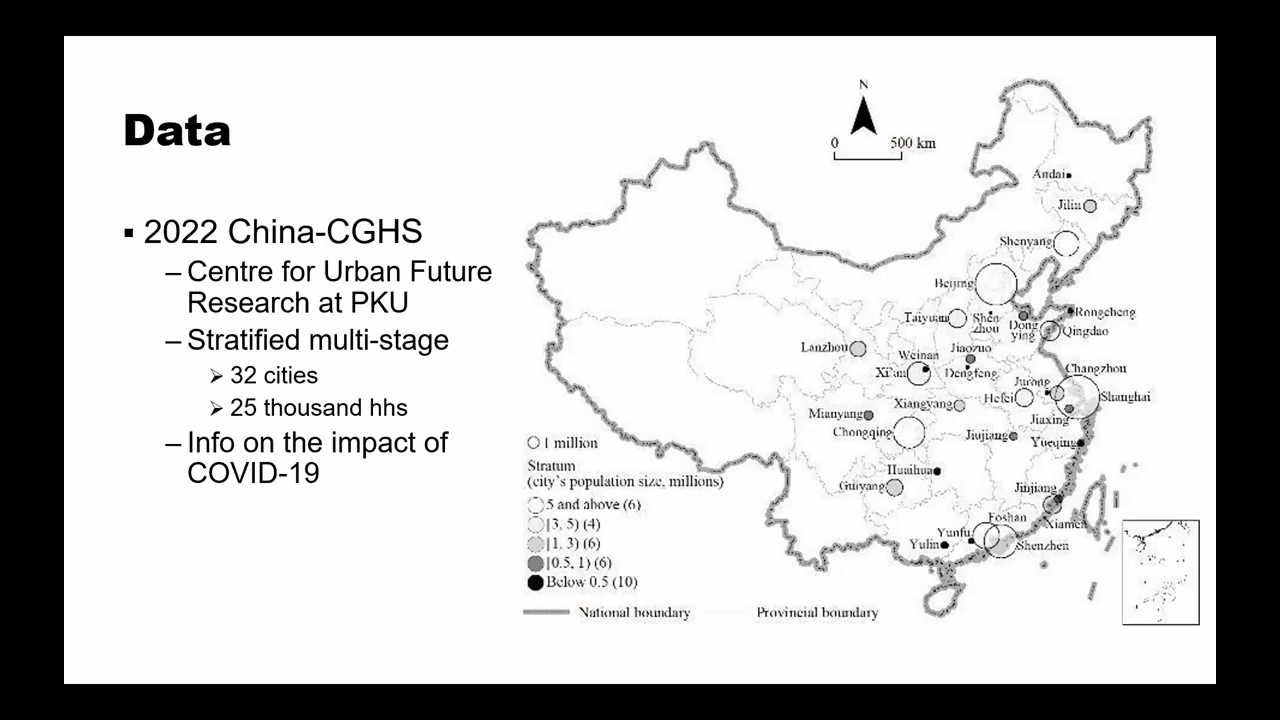 Data
▪ 2022 China-CGHS
– Centre for Urban Future
Research at PKU
– Stratified multi-stage
➢ 32 cities
➢ 25 thousand hhs
– Info on the impact of
COVID-19
N
0 500 km
Andai
Jilin
Shenyang
Beijing
Taiyuan
Shen
zhou
Dong
ying
Rongcheng
Qingdao
Lanzhou
Weinan
Jiaozuo
Xi'an
Dengfeng
Changzhou
Jurong
Hefei
Shanghai
Xiangyang
Jiaxing
Mianyang
Chongqing
Jiujiang
Yueqing
Huaihua
Guiyang
Jinjiang
Xiamen
Foshan
Yunfu
Yulin
Shenzhen
1 million
Stratum
(city's population size, millions)
5 and above (6)
[3, 5) (4)
[1, 3) (6)
[0.5, 1) (6)
Below 0.5 (10)
National boundary
Provincial boundary